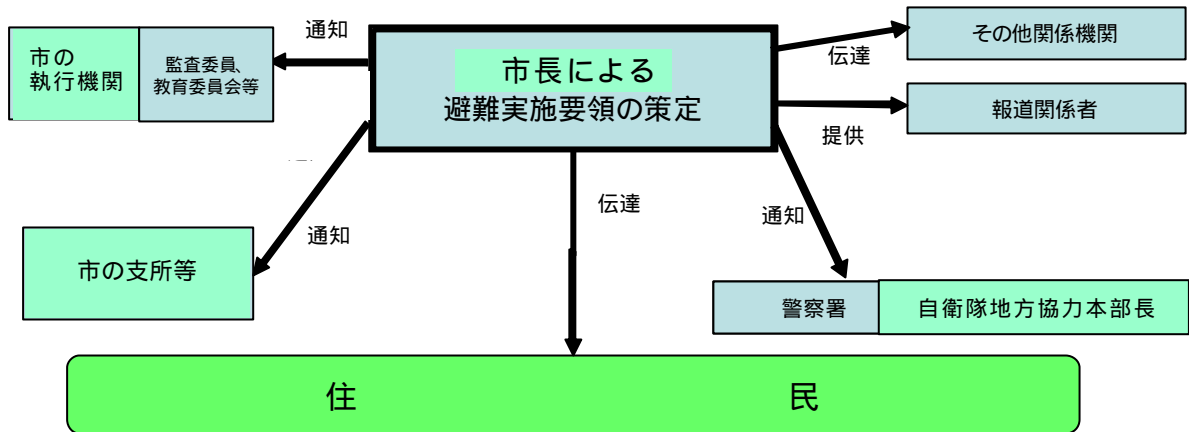 通知
市の
執行機関
監査委員、
教育委員会等
市長による
避難実施要領の策定
伝達
その他関係機関
報道関係者
提供
通知
市の支所等
伝達
通知
警察署
自衛隊地方協力本部長
住民